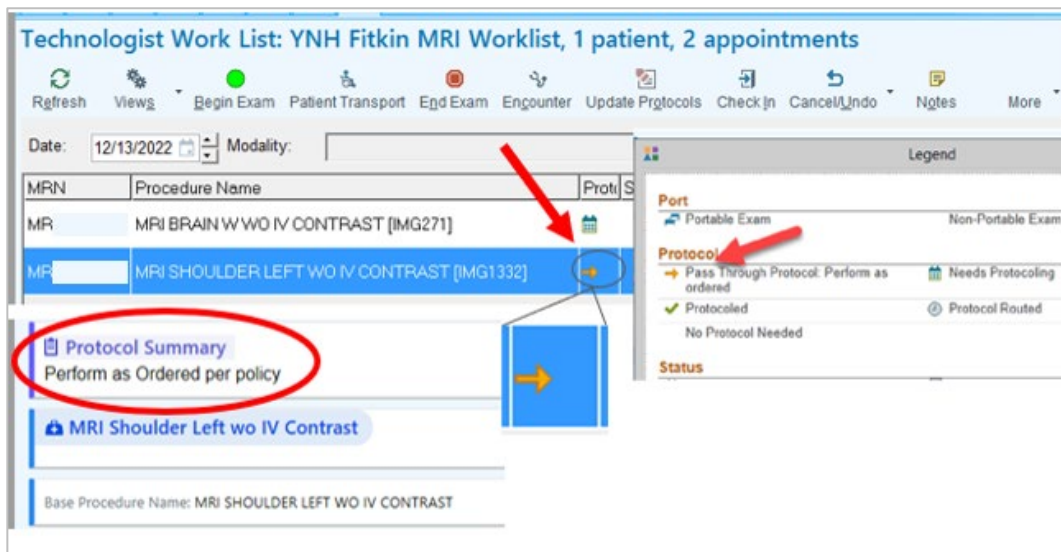 Technologist Work List: YNH Fitkin MRI Worklist, 1 patient, 2 appointments
Refresh Views Begin Exam Patient Transport End Exam Encounter Update Protocols Check In Cancel/Undo Notes More
Date: 12/13/2022 Modality:
MRN Procedure Name Prot S
MR MRI BRAIN W WO IV CONTRAST [IMG271]
MR MRI SHOULDER LEFT WO IV CONTRAST [IMG1332]
Protocol Summary
Perform as Ordered per policy
MRI Shoulder Left wo IV Contrast
Base Procedure Name: MRI SHOULDER LEFT WO IV CONTRAST
Legend
Port
Portable Exam Non-Portable Exam
Protocol
Pass Through Protocol: Perform as Needs Protocoling
ordered
Protocoled Protocol Routed
No Protocol Needed
Status